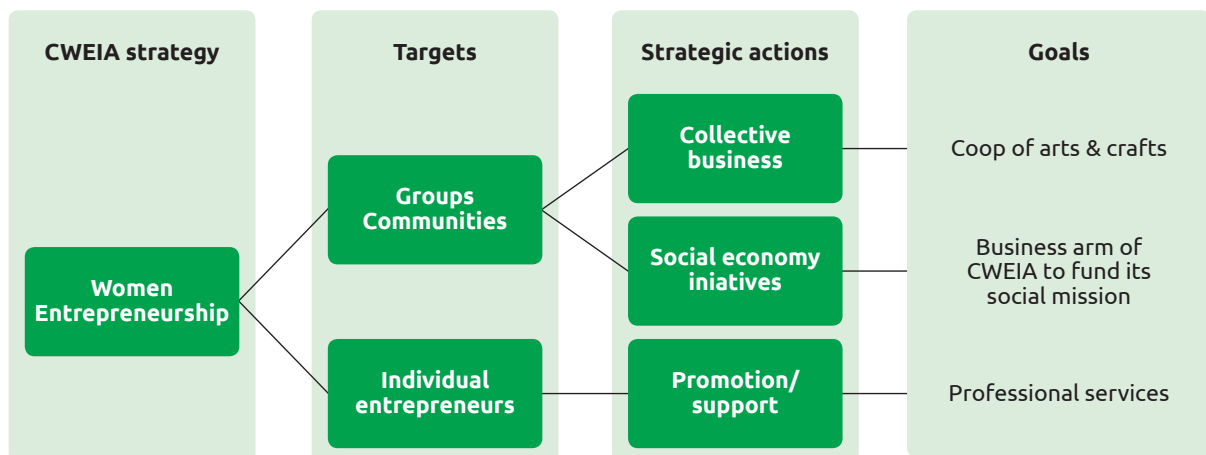 CWEIA strategy
Targets
Strategic actions
Goals
Women
Entrepreneurship
Groups
Communities
Individual
entrepreneurs
Collective
business
Social economy
iniatives
Promotion/
support
Coop of arts & crafts
Business arm of
CWEIA to fund its
social mission
Professional services